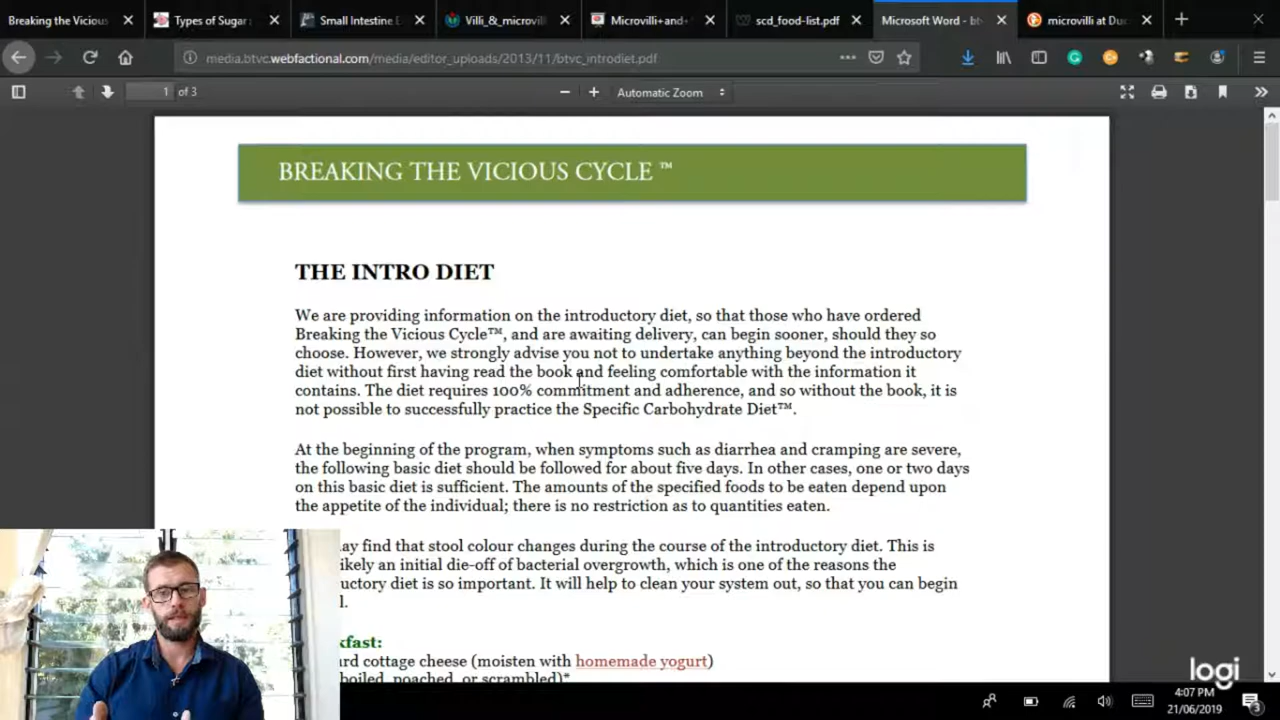 Breaking the Vicious
Types of Sugar
Small Intestine E
Villi_&_microvill
Microvilli+and+
scd_food-list.pdf
Microsoft Word - bt
microvilli at Duc
media.btvc.webfactional.com/media/editor_uploads/2013/11/btvc_introdiet.pdf
1 of 3
Automatic Zoom
BREAKING THE VICIOUS CYCLE ™
THE INTRO DIET
We are providing information on the introductory diet, so that those who have ordered
Breaking the Vicious Cycle™, and are awaiting delivery, can begin sooner, should they so
choose. However, we strongly advise you not to undertake anything beyond the introductory
diet without first having read the book and feeling comfortable with the information it
contains. The diet requires 100% commitment and adherence, and so without the book, it is
not possible to successfully practice the Specific Carbohydrate Diet™.
At the beginning of the program, when symptoms such as diarrhea and cramping are severe,
the following basic diet should be followed for about five days. In other cases, one or two days
on this basic diet is sufficient. The amounts of the specified foods to be eaten depend upon
the appetite of the individual; there is no restriction as to quantities eaten.
ay find that stool colour changes during the course of the introductory diet. This is
ikely an initial die-off of bacterial overgrowth, which is one of the reasons the
uctory diet is so important. It will help to clean your system out, so that you can begin
l.
kfast:
rd cottage cheese (moisten with homemade yogurt)
boiled, poached, or scrambled)*
logi
4:07 PM
21/06/2019
3